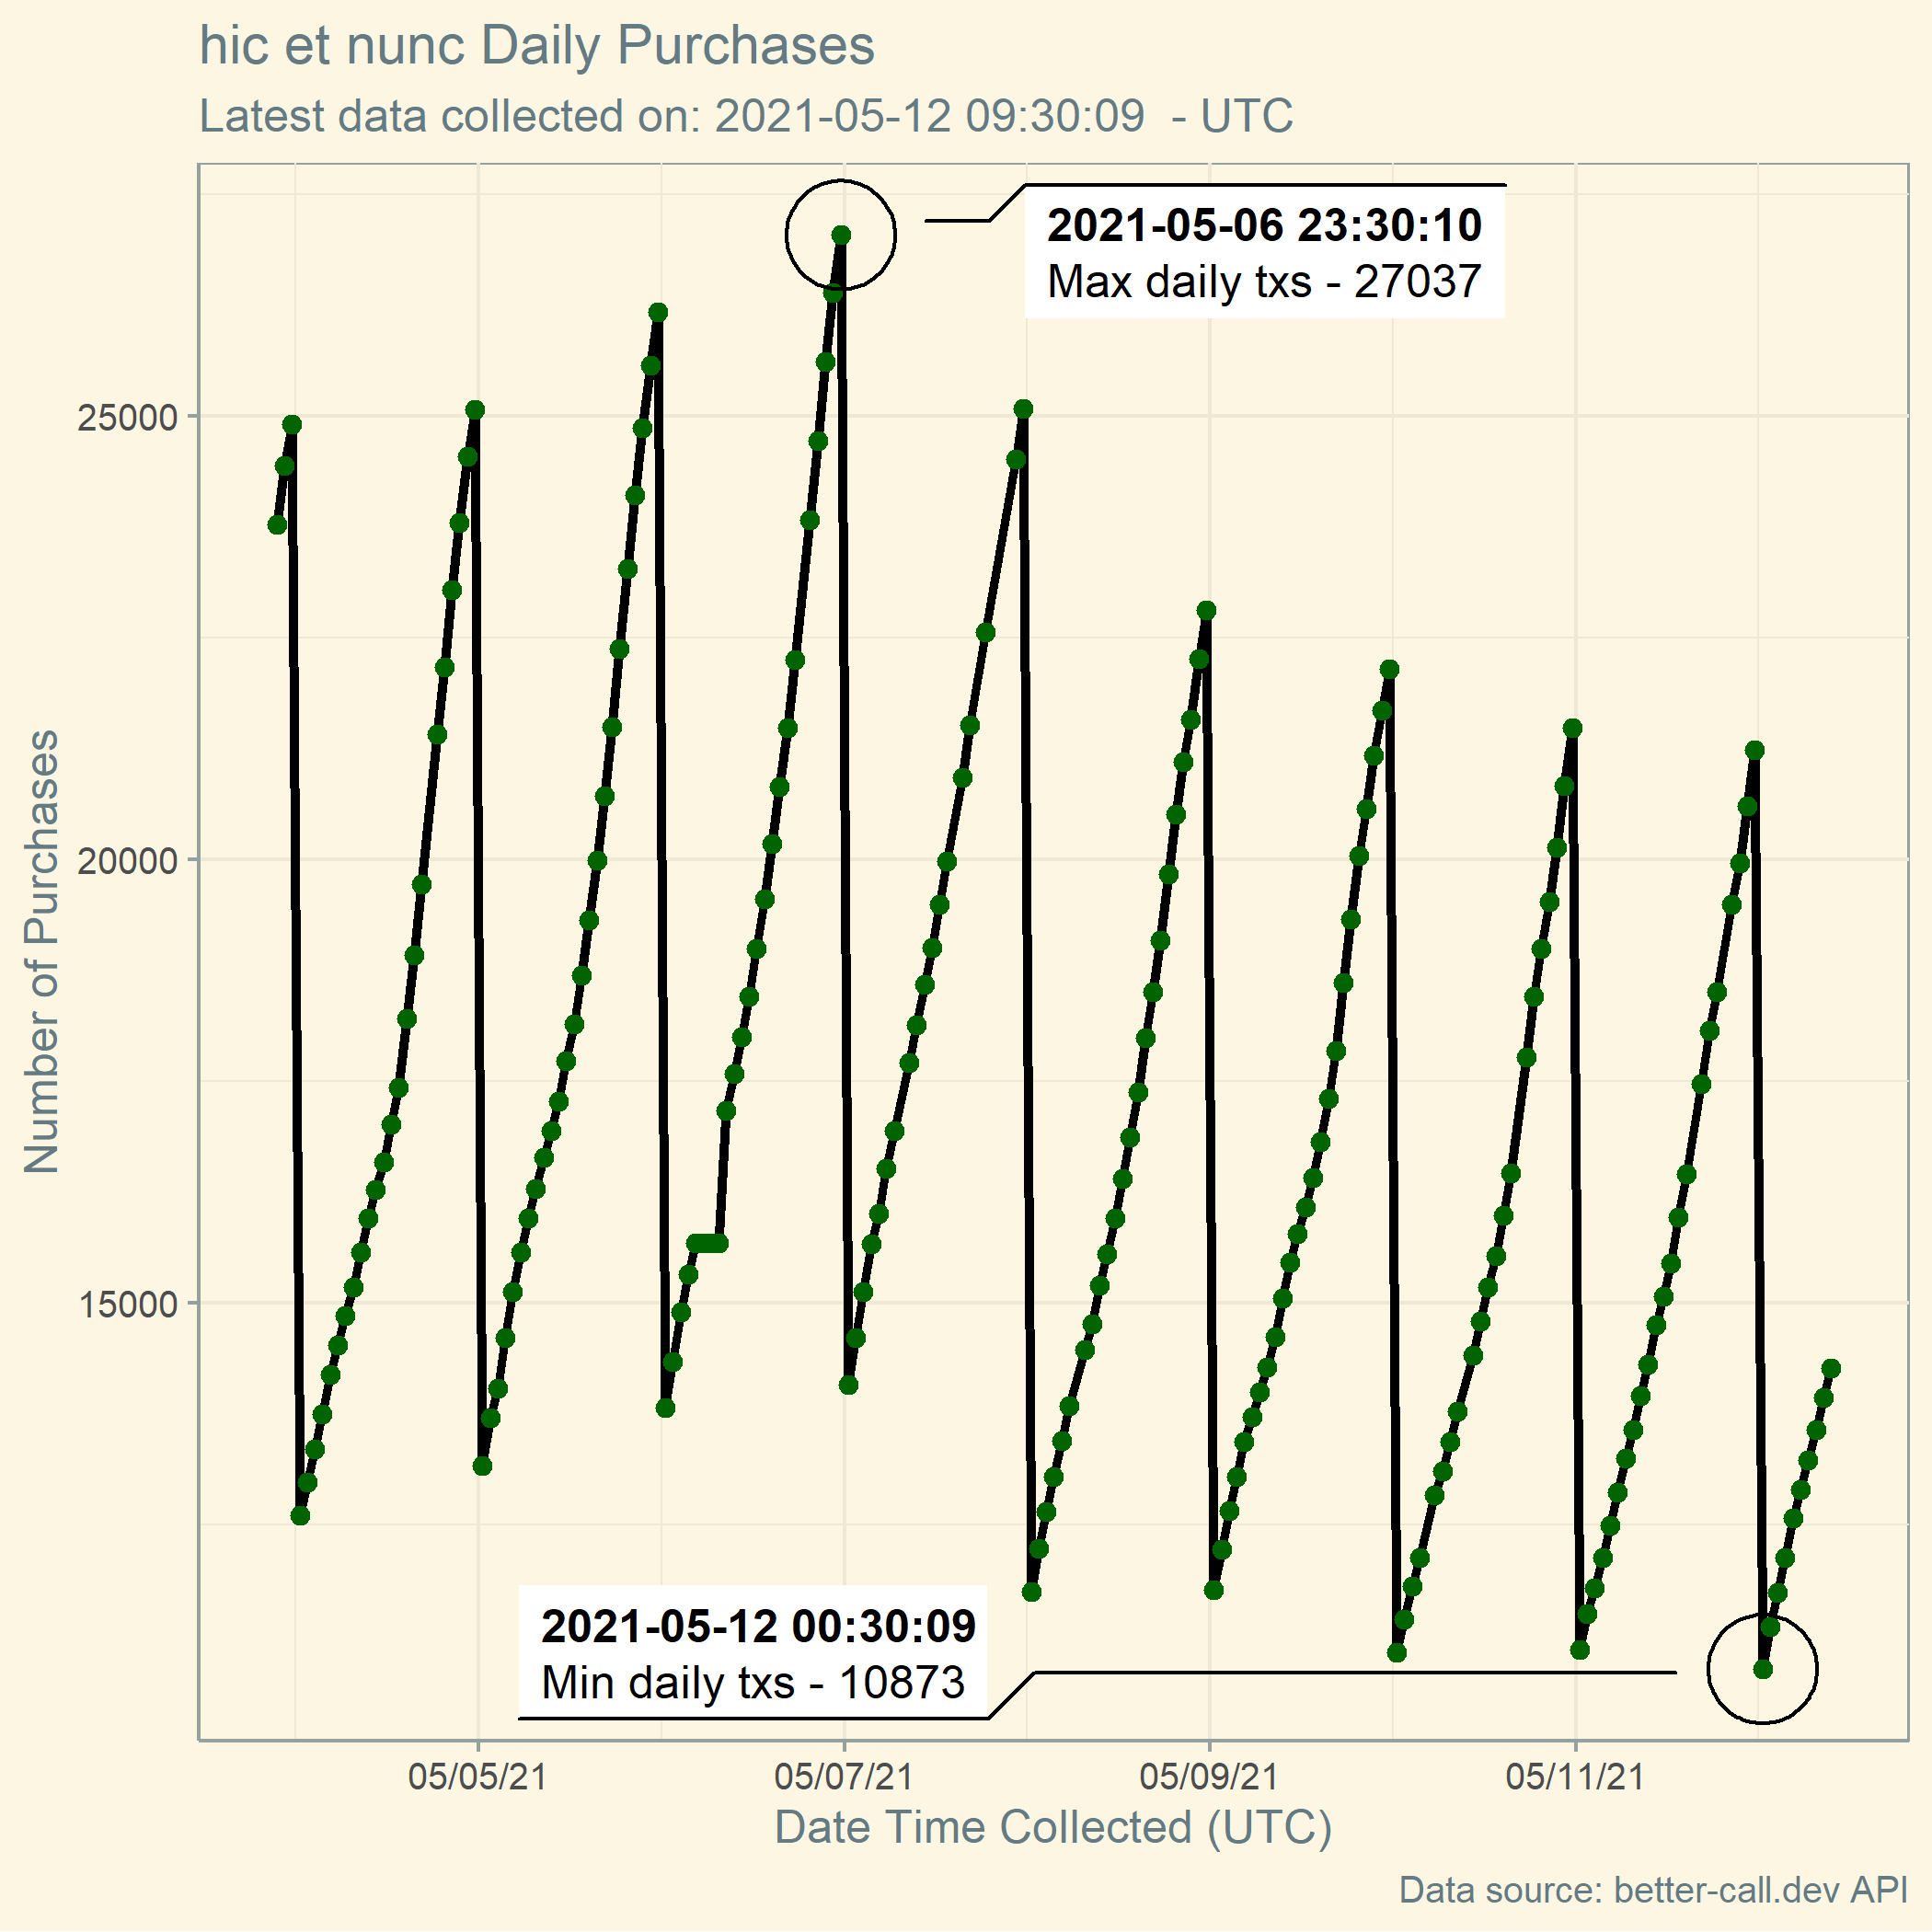 hic et nunc Daily Purchases
Latest data collected on: 2021-05-12 09:30:09  - UTC
2021-05-06 23:30:10
Max daily txs - 27037
25000
20000
15000
Number of Purchases
2021-05-12 00:30:09
Min daily txs - 10873
05/05/21
05/07/21
05/09/21
05/11/21
Date Time Collected (UTC)
Data source: better-call.dev API